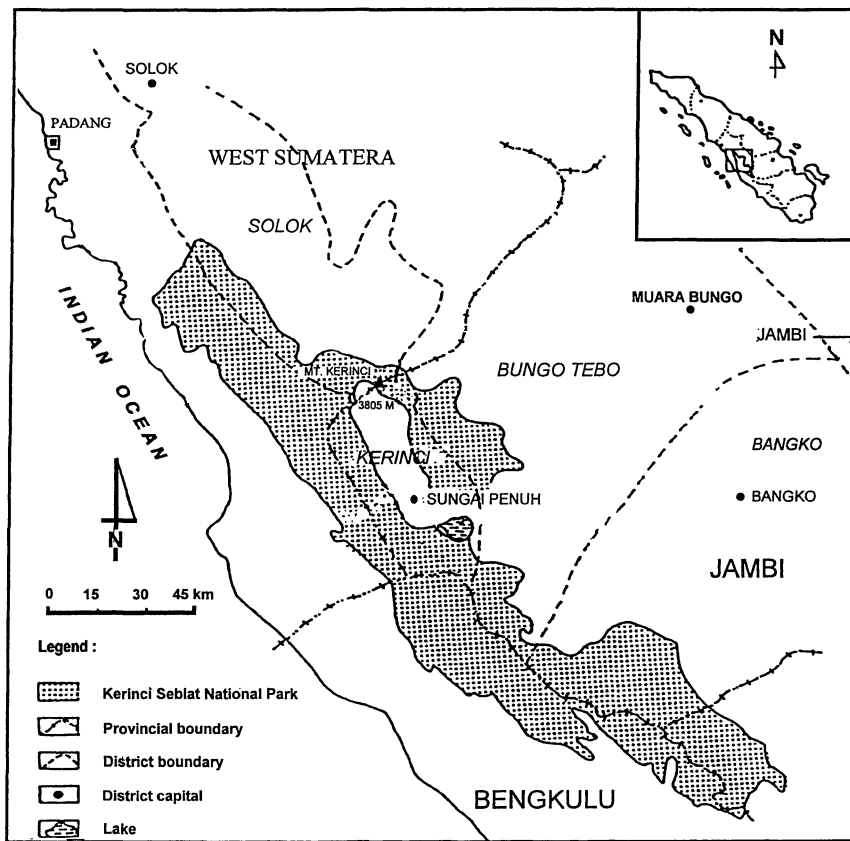 SOLOK
N
PADANG
WEST SUMATERA
SOLOK
INDIAN OCEAN
MUARA BUNGO
JAMBI
MT. KERINCI
BUNGO TEBO
3805 M
KERINCI
BANGKO
SUNGAI PENUH
BANGKO
N
JAMBI
0 15 30 45 km
Legend :
Kerinci Seblat National Park
Provincial boundary
District boundary
District capital
BENGKULU
Lake